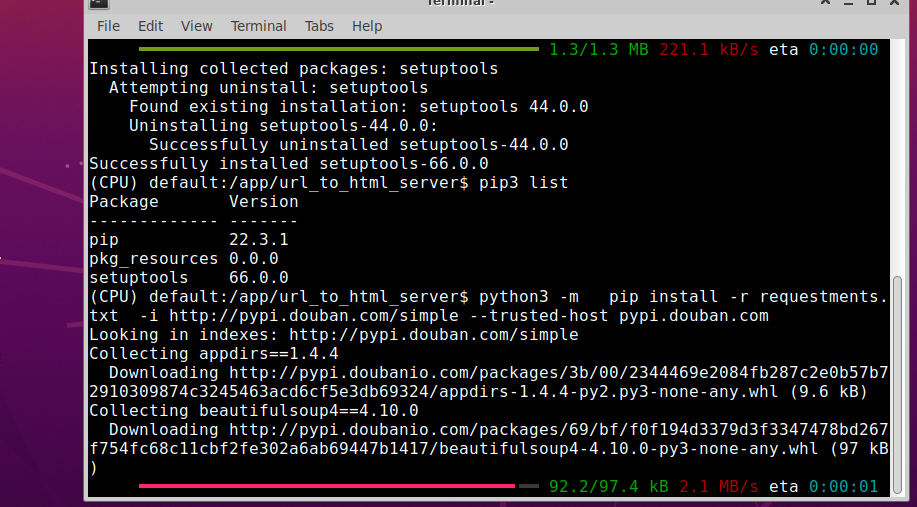 Terminal -
File Edit View Terminal Tabs Help
1.3/1.3 MB 221.1 kB/s eta 0:00:00
Installing collected packages: setuptools
Attempting uninstall: setuptools
Found existing installation: setuptools 44.0.0
Uninstalling setuptools-44.0.0:
Successfully uninstalled setuptools-44.0.0
Successfully installed setuptools-66.0.0
(CPU) default:/app/url_to_html_server$ pip3 list
Package Version
------------- -------
pip 22.3.1
pkg_resources 0.0.0
setuptools 66.0.0
(CPU) default:/app/url_to_html_server$ python3 -m   pip install -r requestments.
txt  -i http://pypi.douban.com/simple --trusted-host pypi.douban.com
Looking in indexes: http://pypi.douban.com/simple
Collecting appdirs==1.4.4
Downloading http://pypi.doubanio.com/packages/3b/00/2344469e2084fb287c2e0b57b7
2910309874c3245463acd6cf5e3db69324/appdirs-1.4.4-py2.py3-none-any.whl (9.6 kB)
Collecting beautifulsoup4==4.10.0
Downloading http://pypi.doubanio.com/packages/69/bf/f0f194d3379d3f3347478bd267
f754fc68c11cbf2fe302a6ab69447b1417/beautifulsoup4-4.10.0-py3-none-any.whl (97 kB
)
92.2/97.4 kB 2.1 MB/s eta 0:00:01